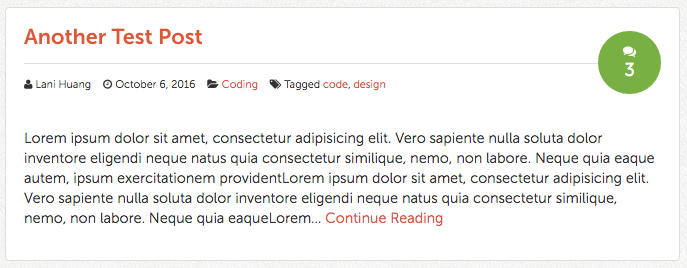 Another Test Post
3
Lani Huang October 6, 2016 Coding Tagged code, design
Lorem ipsum dolor sit amet, consectetur adipisicing elit. Vero sapiente nulla soluta dolor
inventore eligendi neque natus quia consectetur similique, nemo, non labore. Neque quia eaque
autem, ipsum exercitationem providentLorem ipsum dolor sit amet, consectetur adipisicing elit.
Vero sapiente nulla soluta dolor inventore eligendi neque natus quia consectetur similique,
nemo, non labore. Neque quia eaqueLorem... Continue Reading